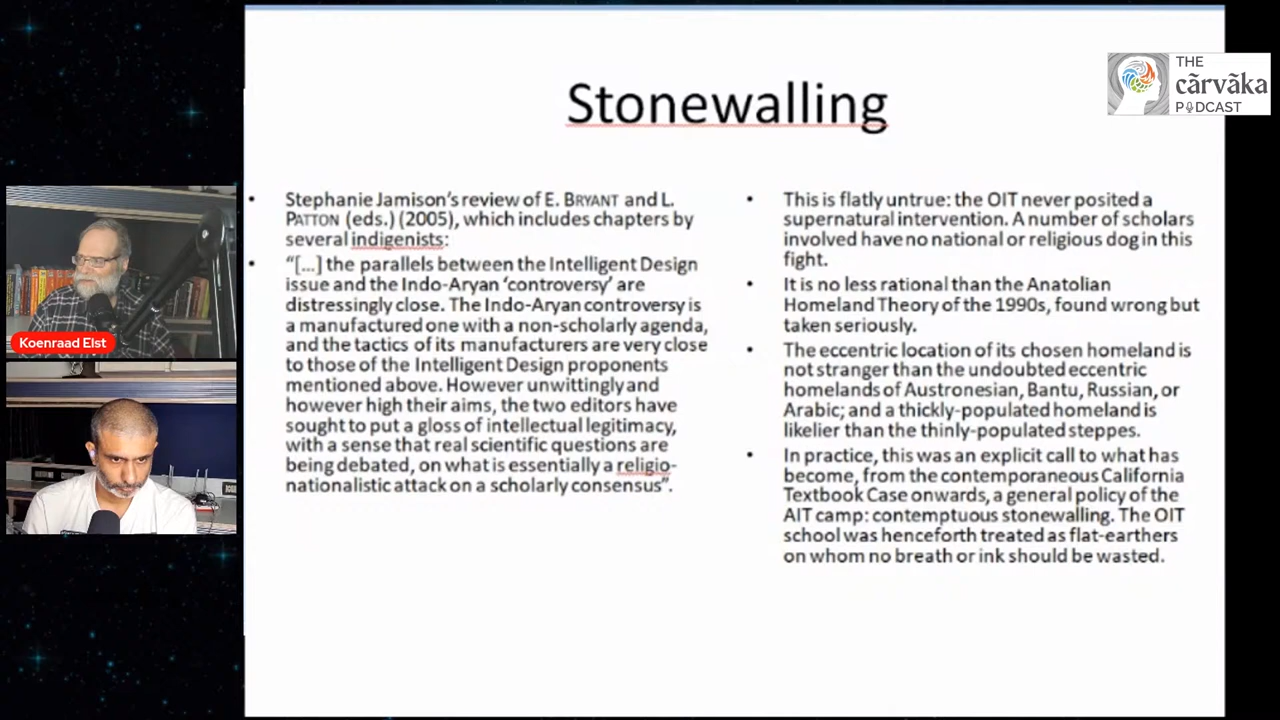 Stonewalling
THE
cārvāka
PODCAST
• Stephanie Jamison's review of E. BRYANT and L.
PATTON (eds.) (2005), which includes chapters by
several indigenists:
• “[…] the parallels between the Intelligent Design
issue and the Indo-Aryan ‘controversy’ are
distressingly close. The Indo-Aryan controversy is
a manufactured one with a non-scholarly agenda,
and the tactics of its manufacturers are very close
to those of the Intelligent Design proponents
mentioned above. However unwittingly and
however high their aims, the two editors have
sought to put a gloss of intellectual legitimacy,
with a sense that real scientific questions are
being debated, on what is essentially a religio-
nationalistic attack on a scholarly consensus”.
• This is flatly untrue: the OIT never posited a
supernatural intervention. A number of scholars
involved have no national or religious dog in this
fight.
• It is no less rational than the Anatolian
Homeland Theory of the 1990s, found wrong but
taken seriously.
• The eccentric location of its chosen homeland is
not stranger than the undoubted eccentric
homelands of Austronesian, Bantu, Russian, or
Arabic; and a thickly-populated homeland is
likelier than the thinly-populated steppes.
• In practice, this was an explicit call to what has
become, from the contemporaneous California
Textbook Case onwards, a general policy of the
AIT camp: contemptuous stonewalling. The OIT
school was henceforth treated as flat-earthers
on whom no breath or ink should be wasted.
Koenraad Elst